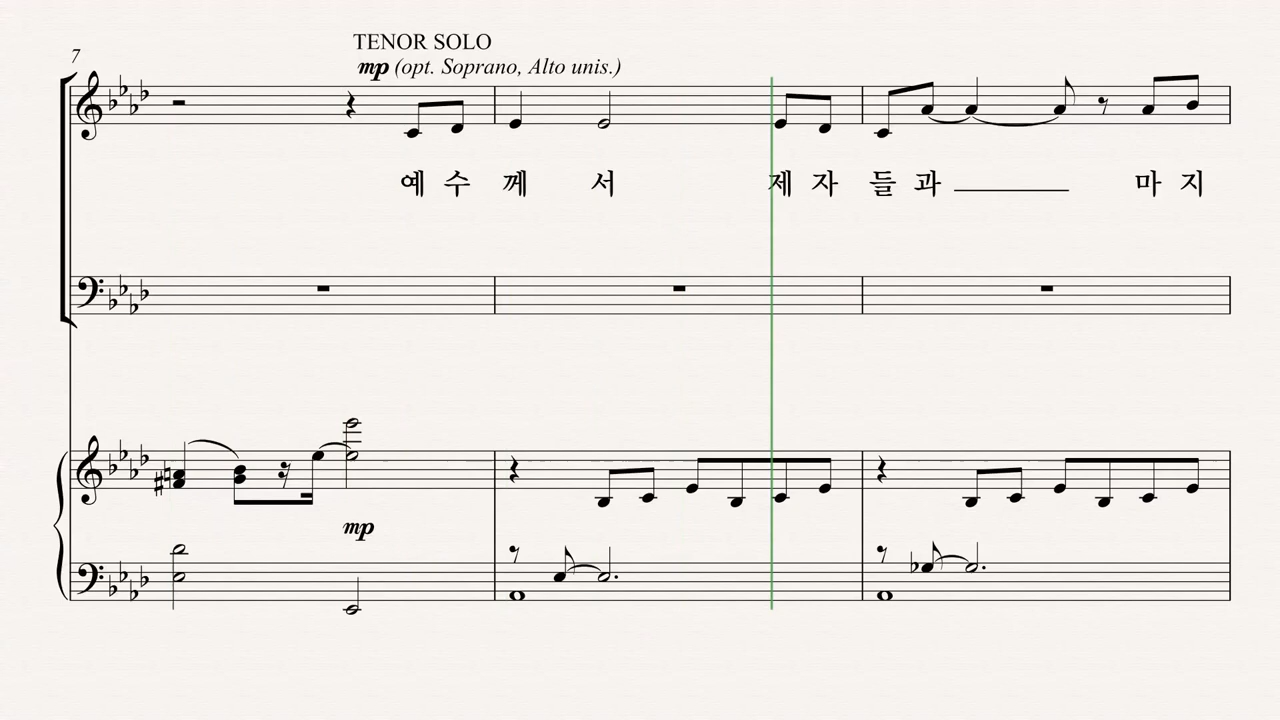 7
TENOR SOLO
mp (opt. Soprano, Alto unis.)
예 수 께 서 제 자 들 과 마 지
mp